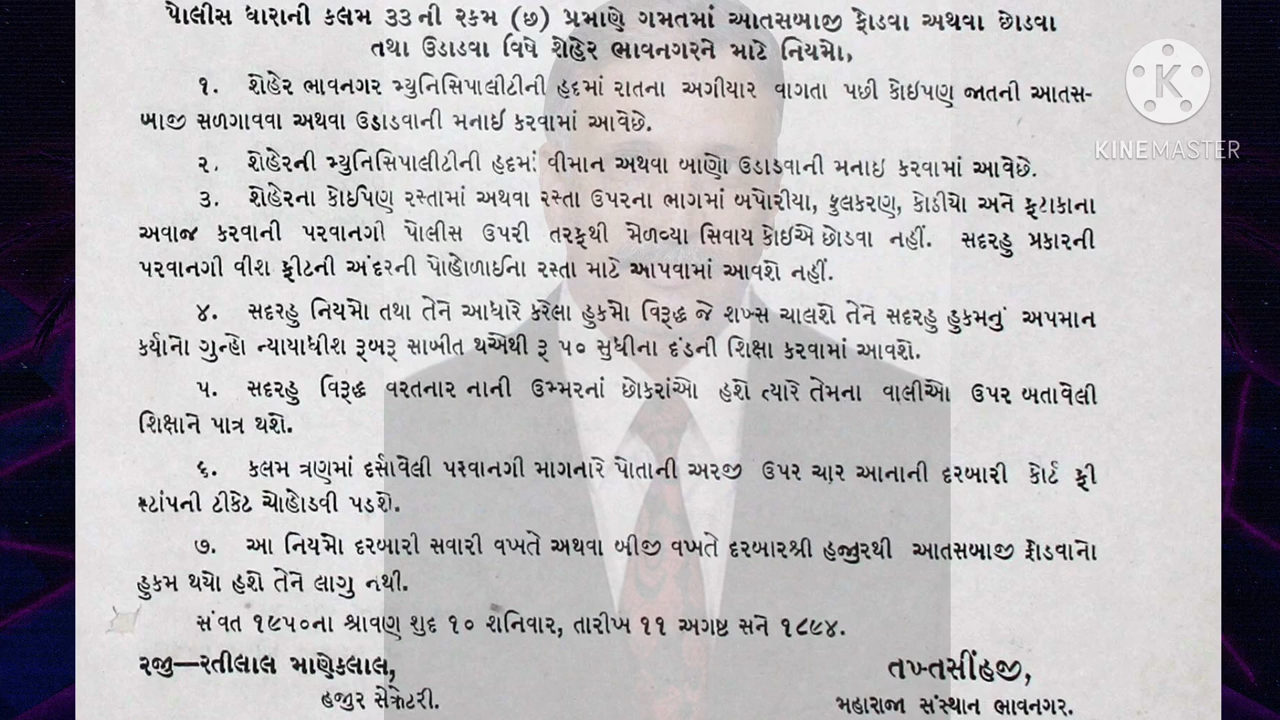 પોલીસ ધારાની કલમ ૩૩ ની રકમ (છ) પ્રમાણે ગમતમાં આતસબાજી ફોડવા અથવા છોડવા
તથા ઉડાડવા વિષે શેહેર ભાવનગરને માટે નિયમો,
૧. શેહેર ભાવનગર મ્યુનિસિપાલીટીની હદમાં રાતના અગીયાર વાગતા પછી કોઇપણ જાતની આતસ-
બાજી સળગાવવા અથવા ઉડાડવાની મનાઈ કરવામાં આવેછે.
૨. શેહેરની મ્યુનિસિપાલીટીની હદમાં વીમાન અથવા બાણો ઉડાડવાની મનાઇ કરવામાં આવેછે.
૩. શેહેરના કોઈપણ રસ્તામાં અથવા રસ્તા ઉપરના ભાગમાં બપોરીયા, ફુલકરણ, કોડીયો અને ફટાકાના
અવાજ કરવાની પરવાનગી પોલીસ ઉપરી તરફથી મેળવ્યા સિવાય કોઇએ છોડવા નહીં. સદરહુ પ્રકારની
પરવાનગી વીશ ફીટની અંદરની પોહોળાઈના રસ્તા માટે આપવામાં આવશે નહીં.
૪. સદરહુ નિયમો તથા તેને આધારે કરેલા હુકમો વિરૂદ્ધ જે શખ્સ ચાલશે તેને સદરહુ હુકમનું અપમાન
કર્યાનો ગુન્હો ન્યાયાધીશ રૂબરૂ સાબીત થએથી રૂ ૫૦ સુધીના દંડની શિક્ષા કરવામાં આવશે.
૫. સદરહુ વિરૂદ્ધ વરતનાર નાની ઉમ્મરનાં છોકરાંઓ હશે ત્યારે તેમના વાલીઓ ઉપર બતાવેલી
શિક્ષાને પાત્ર થશે.
૬. કલમ ત્રણમાં દર્સાવેલી પરવાનગી માગનારે પોતાની અરજી ઉપર ચાર આનાની દરબારી કોર્ટ ફી
સ્ટાંપની ટીકેટ ચોહોડવી પડશે.
૭. આ નિયમો દરબારી સવારી વખતે અથવા બીજી વખતે દરબારશ્રી હજુરથી આતસબાજી ફોડવાનો
હુકમ થયો હશે તેને લાગુ નથી.
સંવત ૧૯૫૦ના શ્રાવણ શુદ ૧૦ શનિવાર, તારીખ ૧૧ અગષ્ટ સને ૧૮૯૪.
રજી—રતીલાલ માણેકલાલ,
હજુર સેક્રેટરી.
તખ્તસીંહજી,
મહારાજા સંસ્થાન ભાવનગર.
K
KINEMASTER